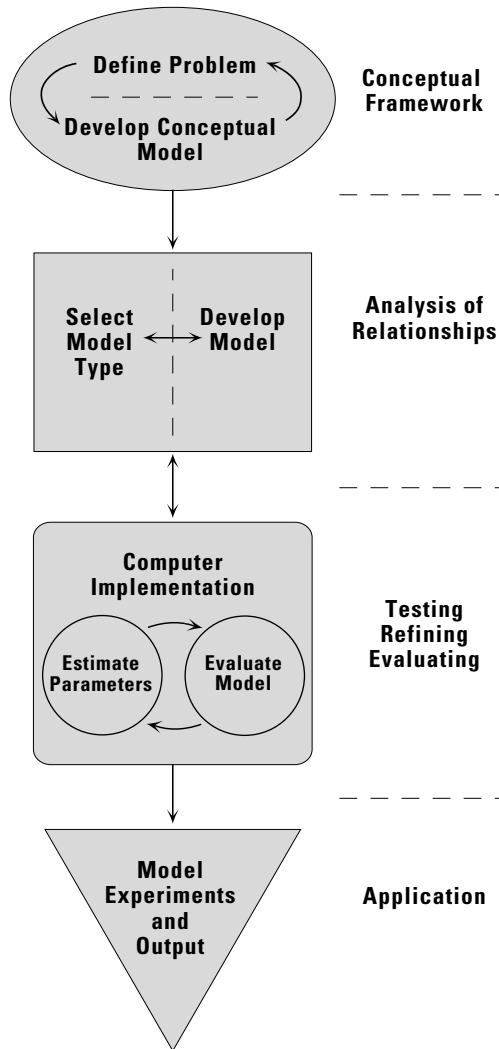 Define Problem
Develop Conceptual
Model
Conceptual
Framework
Select
Model
Type
Develop
Model
Analysis of
Relationships
Computer
Implementation
Estimate
Parameters
Evaluate
Model
Testing
Refining
Evaluating
Model
Experiments
and
Output
Application